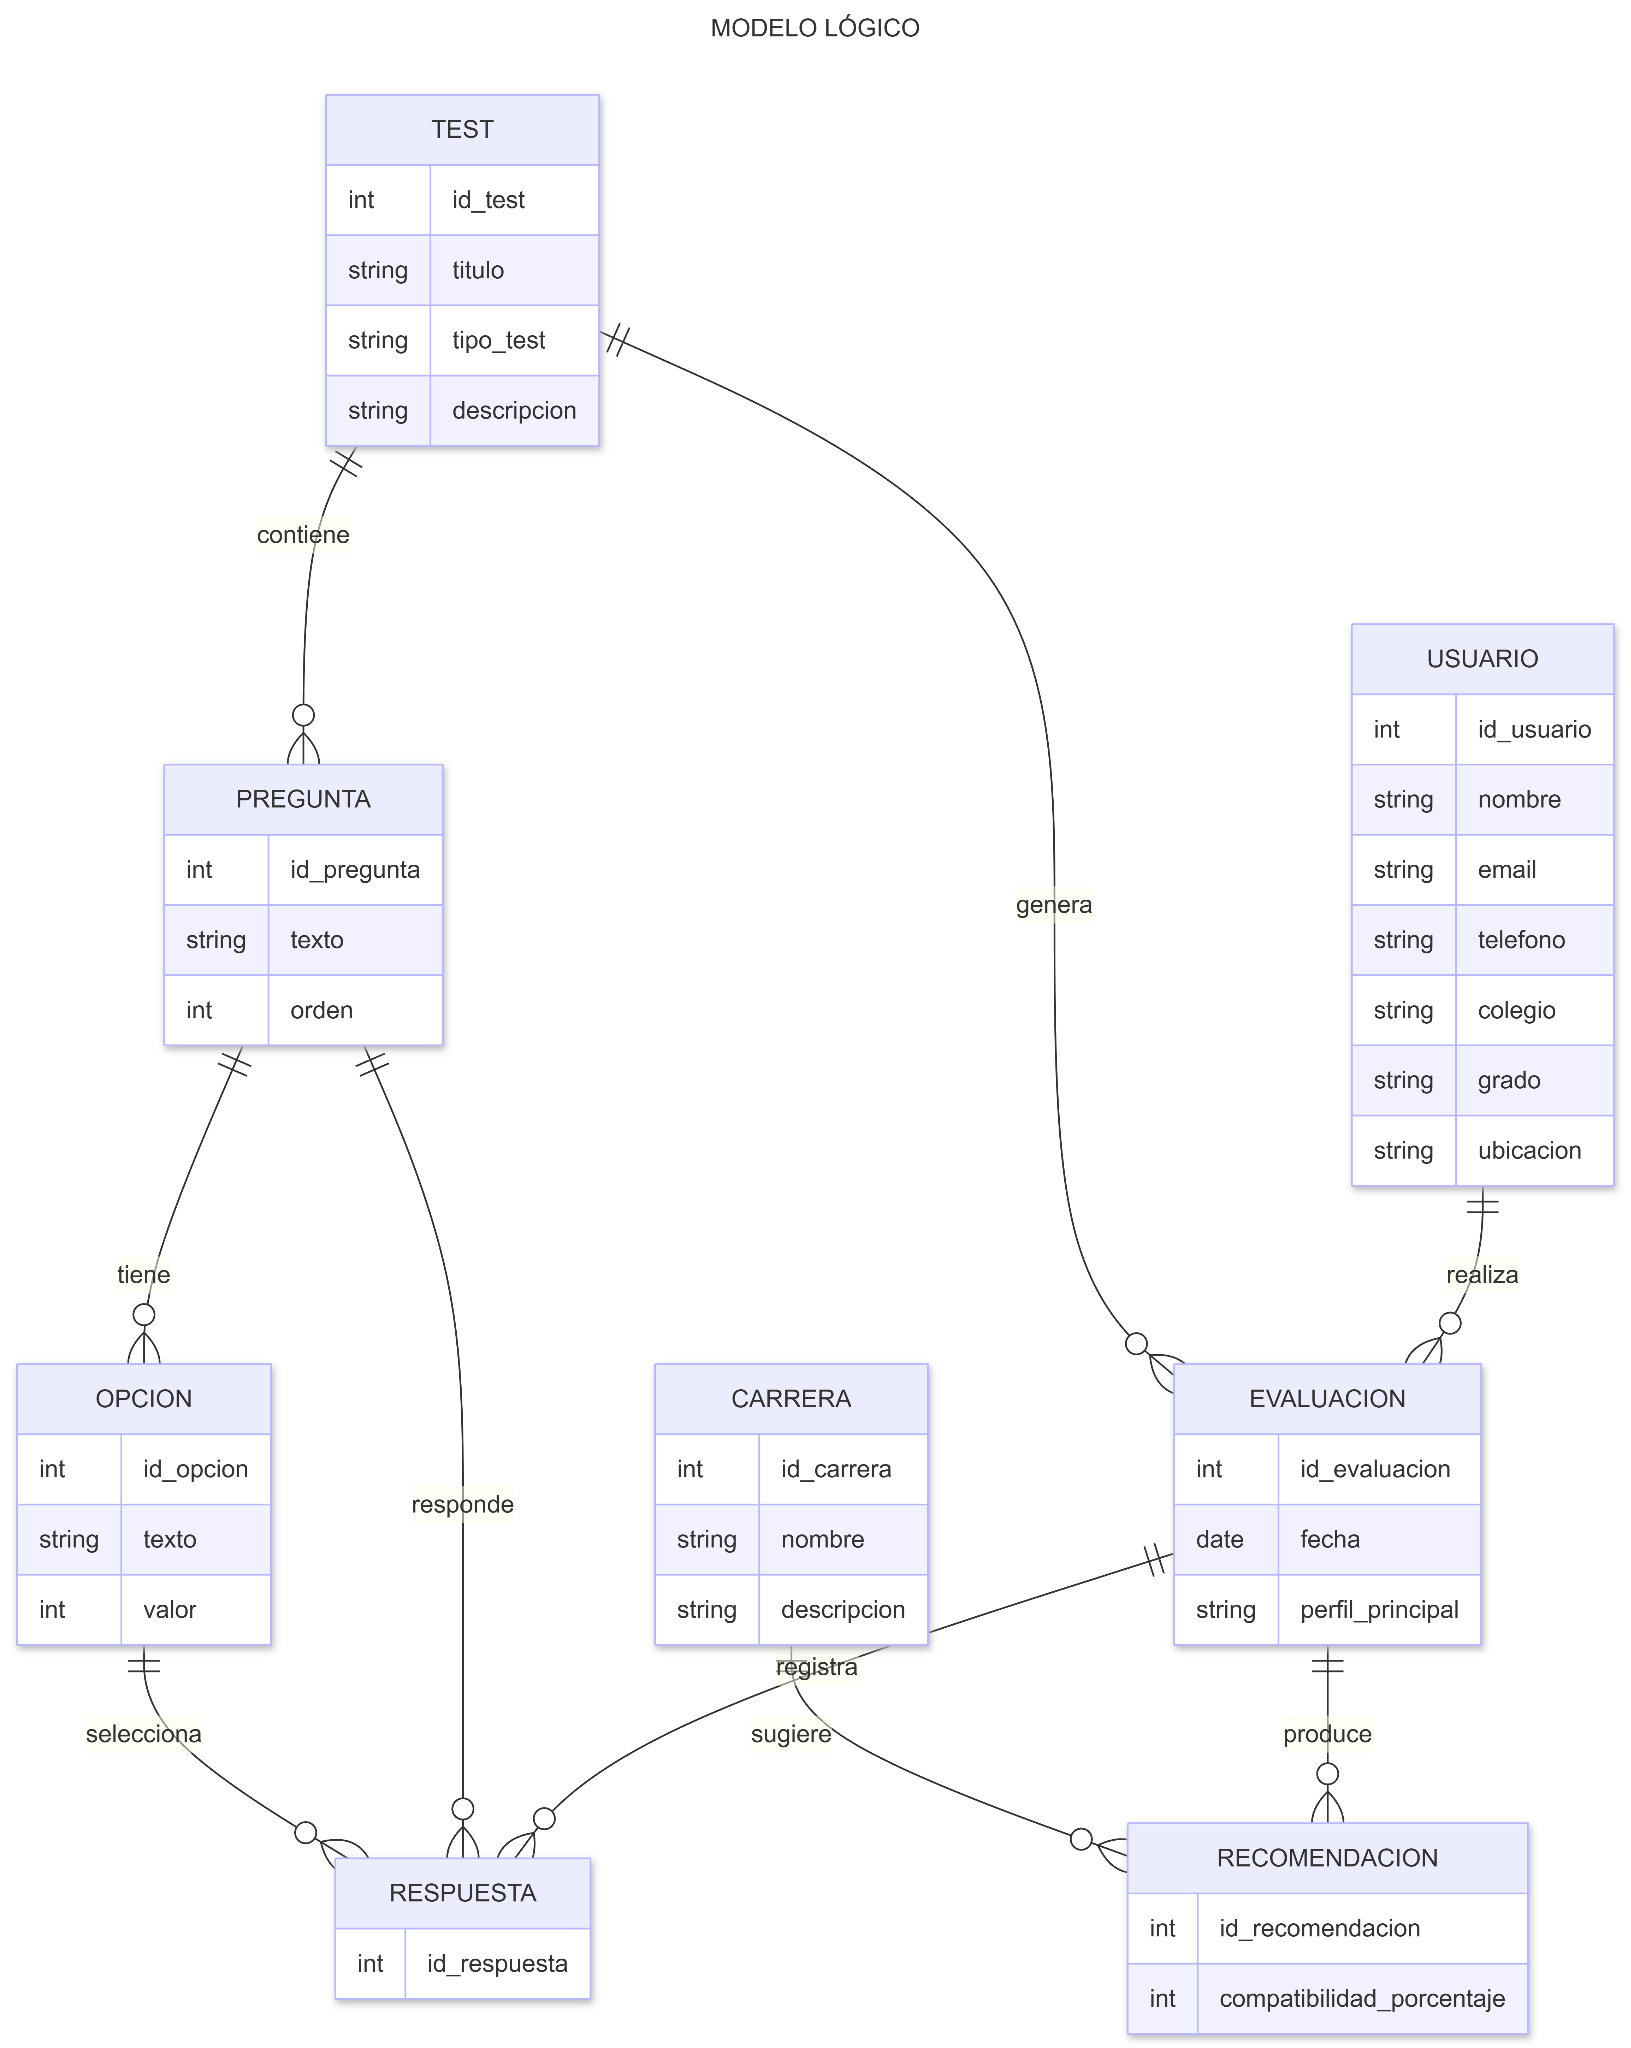 MODELO LÓGICO
TEST
int id_test
string titulo
string tipo_test
string descripcion
contiene
genera
USUARIO
int id_usuario
string nombre
string email
string telefono
string colegio
string grado
string ubicacion
realiza
PREGUNTA
int id_pregunta
string texto
int orden
tiene
responde
OPCION
int id_opcion
string texto
int valor
selecciona
CARRERA
int id_carrera
string nombre
string descripcion
registra
sugiere
EVALUACION
int id_evaluacion
date fecha
string perfil_principal
produce
RESPUESTA
int id_respuesta
RECOMENDACION
int id_recomendacion
int compatibilidad_porcentaje